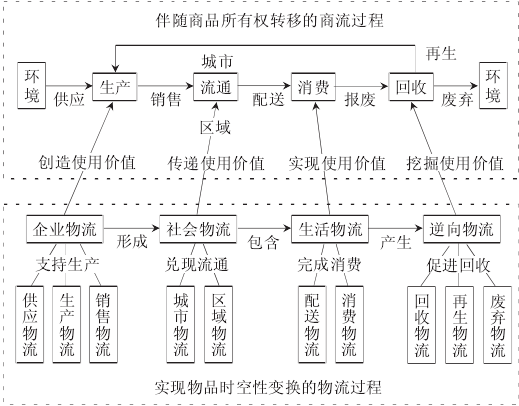 伴随商品所有权转移的商流过程
再生
城市
环境
生产
流通
消费
回收
环境
供应
销售
配送
报废
废弃
区域
创造使用价值
传递使用价值
实现使用价值
挖掘使用价值
企业物流
社会物流
生活物流
逆向物流
形成
包含
产生
支持生产
兑现流通
完成消费
促进回收
供应物流
生产物流
销售物流
城市物流
区域物流
配送物流
消费物流
回收物流
再生物流
废弃物流
实现物品时空性变换的物流过程